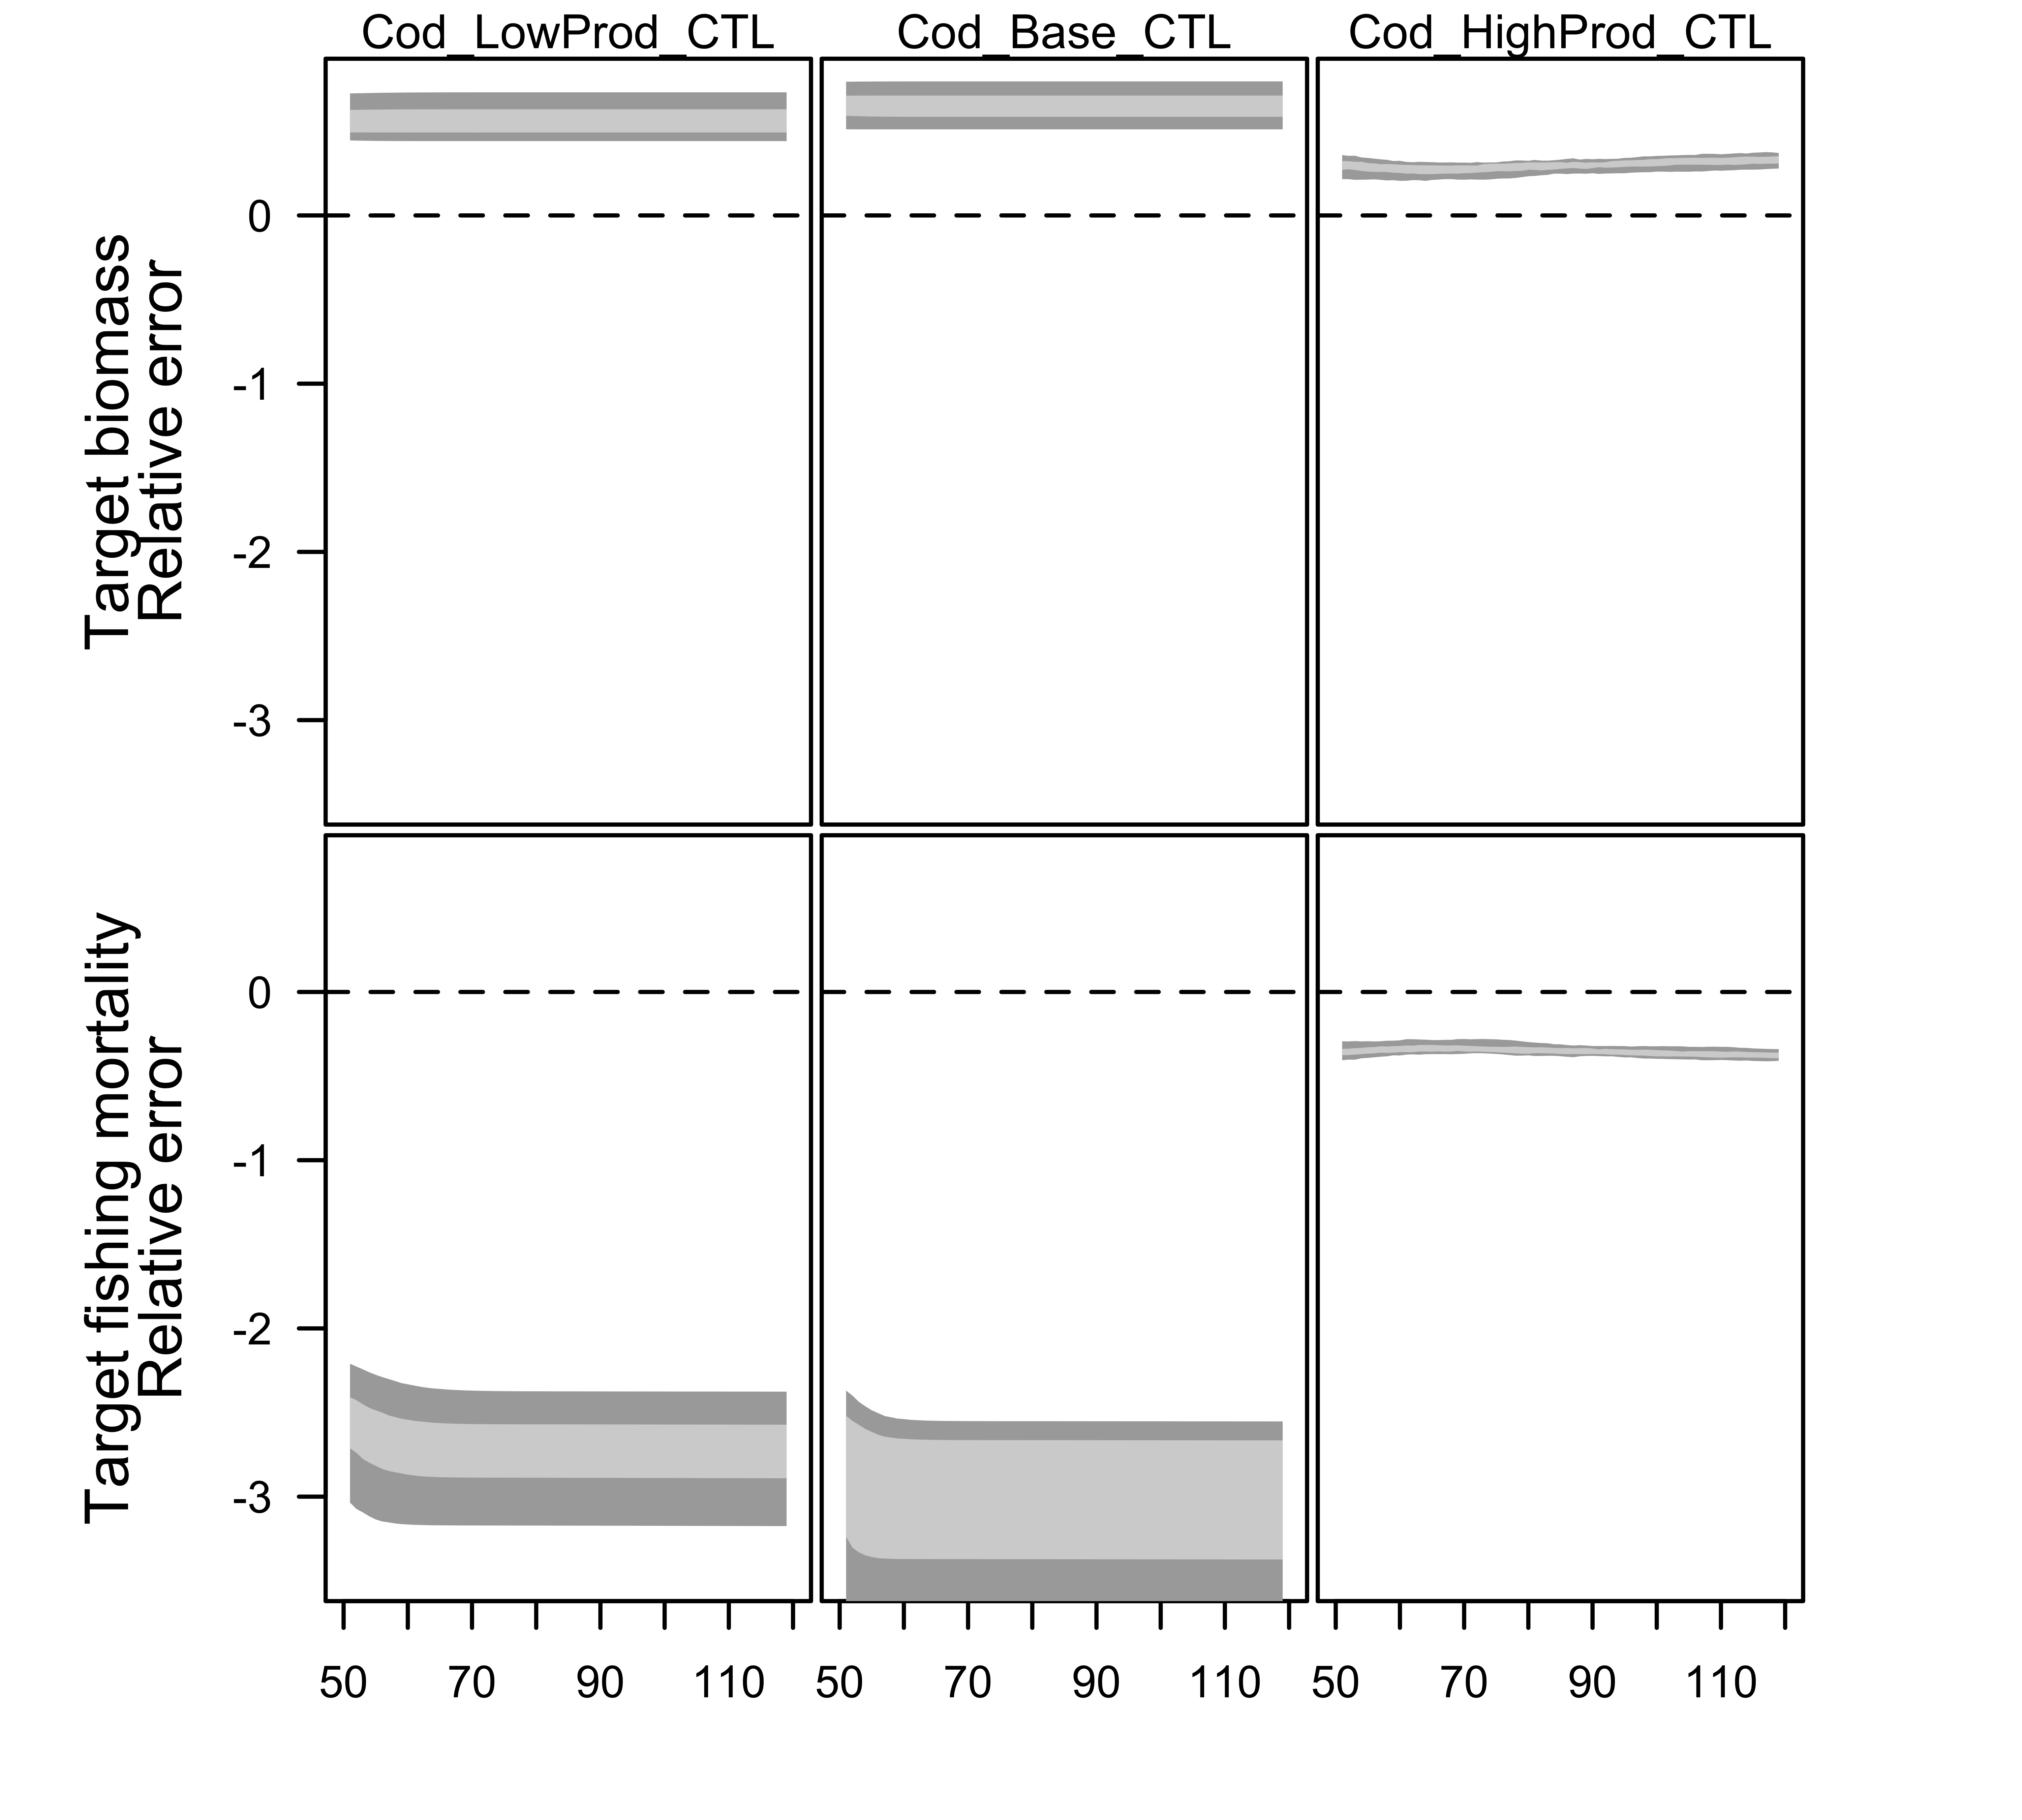 Cod_LowProd_CTL
Cod_Base_CTL
Cod_HighProd_CTL
Target biomass
Relative error
0
-1
-2
-3
Target fishing mortality
Relative error
0
-1
-2
-3
50 70 90 110
50 70 90 110
50 70 90 110